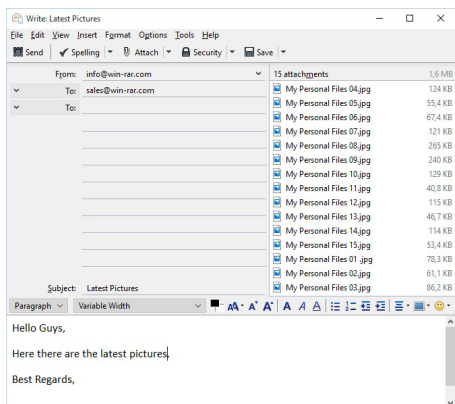 Write: Latest Pictures
File Edit View Insert Format Options Tools Help
Send Spelling Attach Security Save
From: info@win-rar.com
To: sales@win-rar.com
To:
Subject: Latest Pictures
15 attachments 1,6 MB
My Personal Files 04.jpg 124 KB
My Personal Files 05.jpg 55,4 KB
My Personal Files 06.jpg 67,4 KB
My Personal Files 07.jpg 121 KB
My Personal Files 08.jpg 265 KB
My Personal Files 09.jpg 240 KB
My Personal Files 10.jpg 129 KB
My Personal Files 11.jpg 40,8 KB
My Personal Files 12.jpg 115 KB
My Personal Files 13.jpg 46,7 KB
My Personal Files 14.jpg 114 KB
My Personal Files 15.jpg 53,4 KB
My Personal Files 01 .jpg 78,3 KB
My Personal Files 02.jpg 61,1 KB
My Personal Files 03.jpg 86,2 KB
Paragraph Variable Width
Hello Guys,
Here there are the latest pictures.
Best Regards,